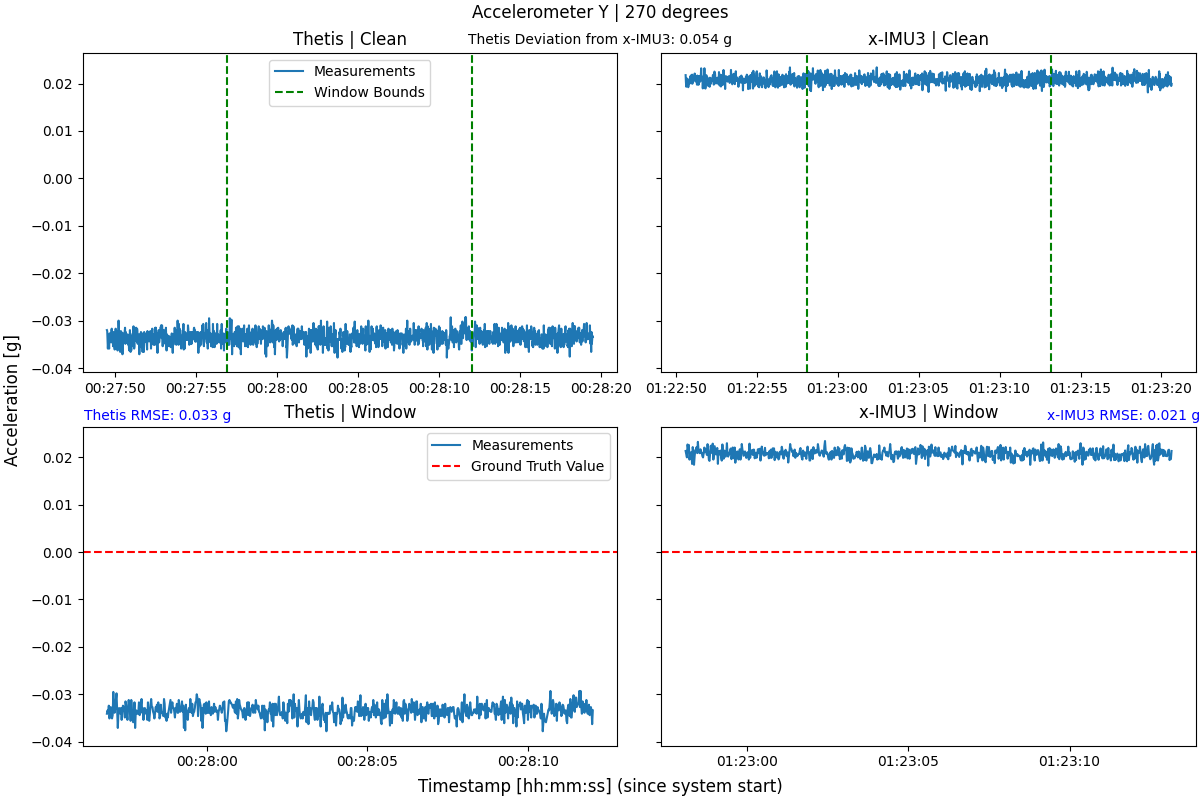 Accelerometer Y | 270 degrees
Thetis | Clean
Thetis Deviation from x-IMU3: 0.054 g
x-IMU3 | Clean
Measurements
Window Bounds
0.02
0.01
0.00
−0.01
−0.02
−0.03
−0.04
00:27:50 00:27:55 00:28:00 00:28:05 00:28:10 00:28:15 00:28:20
01:22:50 01:22:55 01:23:00 01:23:05 01:23:10 01:23:15 01:23:20
Acceleration [g]
Thetis RMSE: 0.033 g
Thetis | Window
x-IMU3 | Window
x-IMU3 RMSE: 0.021 g
Measurements
Ground Truth Value
0.02
0.01
0.00
−0.01
−0.02
−0.03
−0.04
00:28:00 00:28:05 00:28:10
01:23:00 01:23:05 01:23:10
Timestamp [hh:mm:ss] (since system start)